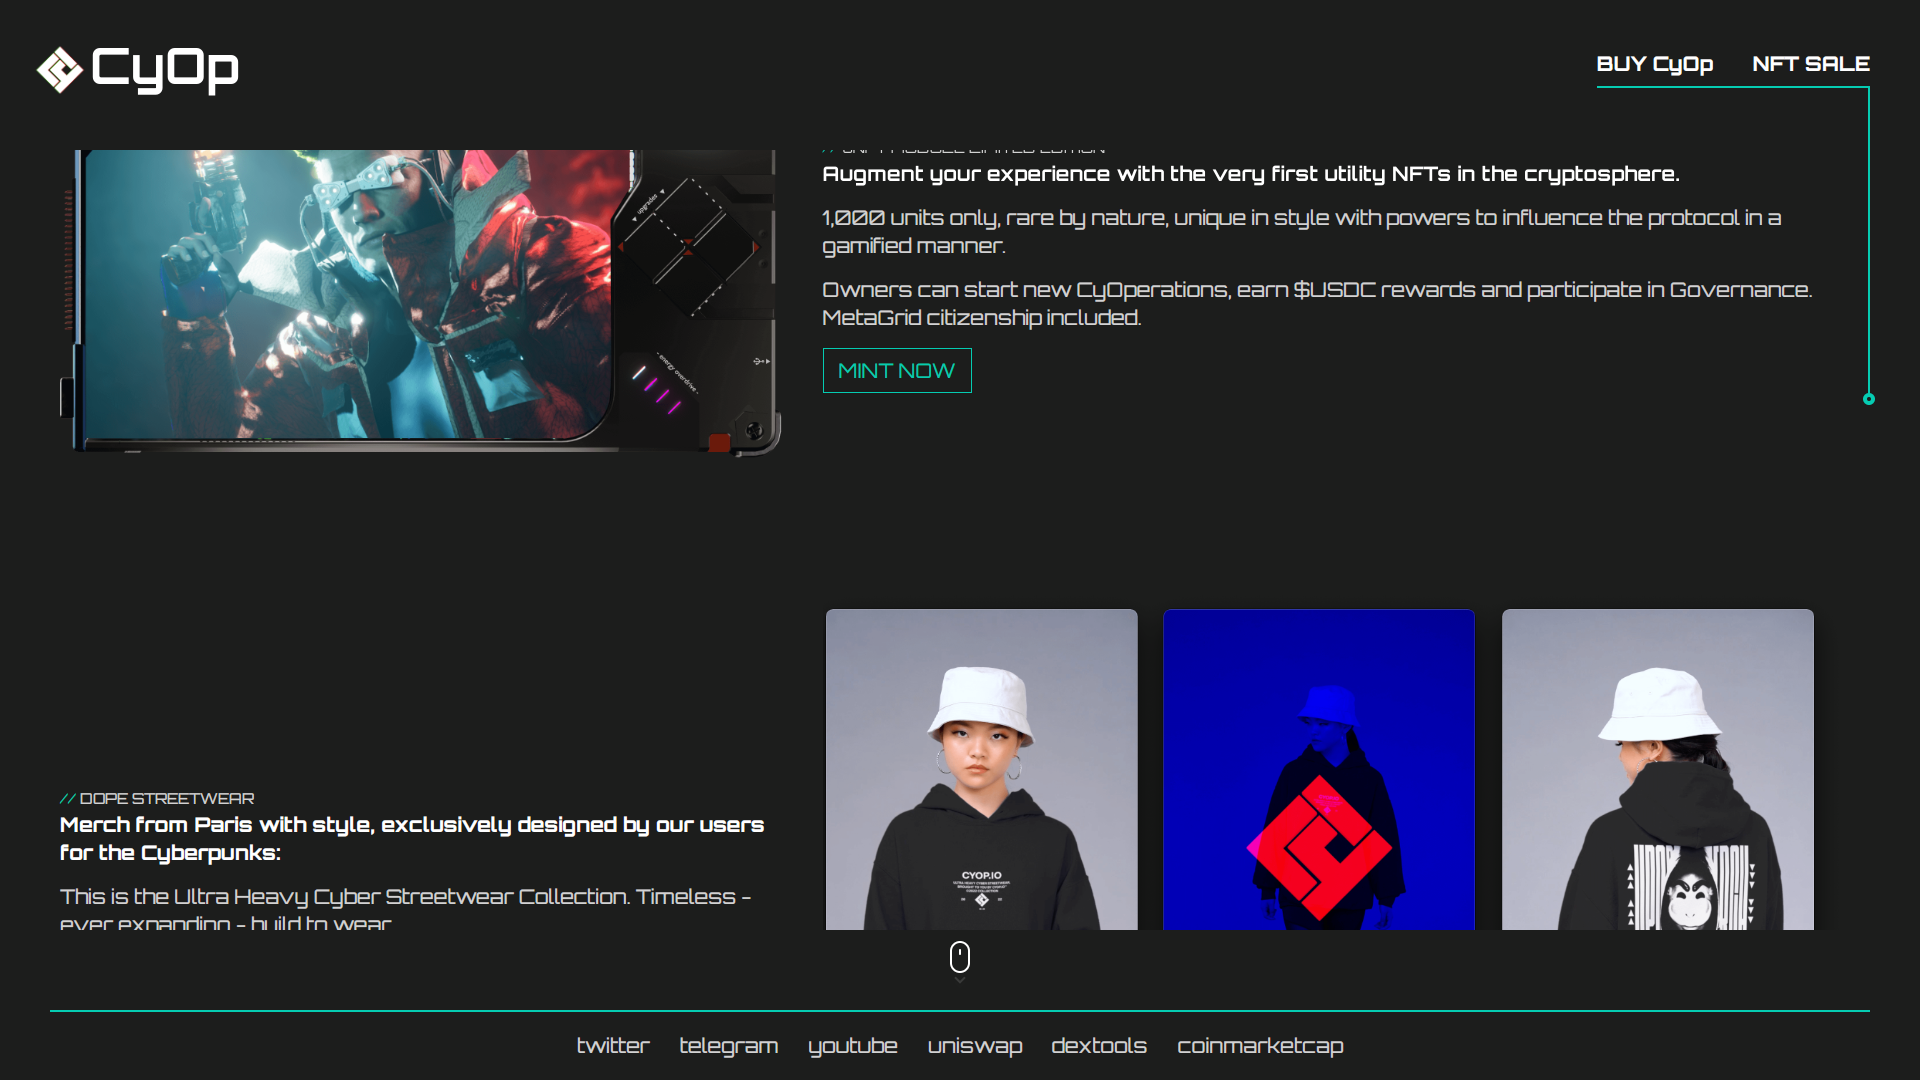 CyOp
BUY CyOp
NFT SALE
Augment your experience with the very first utility NFTs in the cryptosphere.
1,000 units only, rare by nature, unique in style with powers to influence the protocol in a
gamified manner.
Owners can start new CyOperations, earn $USDC rewards and participate in Governance.
MetaGrid citizenship included.
MINT NOW
upgrades
- energy overdrive -
// DOPE STREETWEAR
Merch from Paris with style, exclusively designed by our users
for the Cyberpunks:
This is the Ultra Heavy Cyber Streetwear Collection. Timeless -
ever expanding - build to wear
CYOP.IO
twitter
telegram
youtube
uniswap
dextools
coinmarketcap